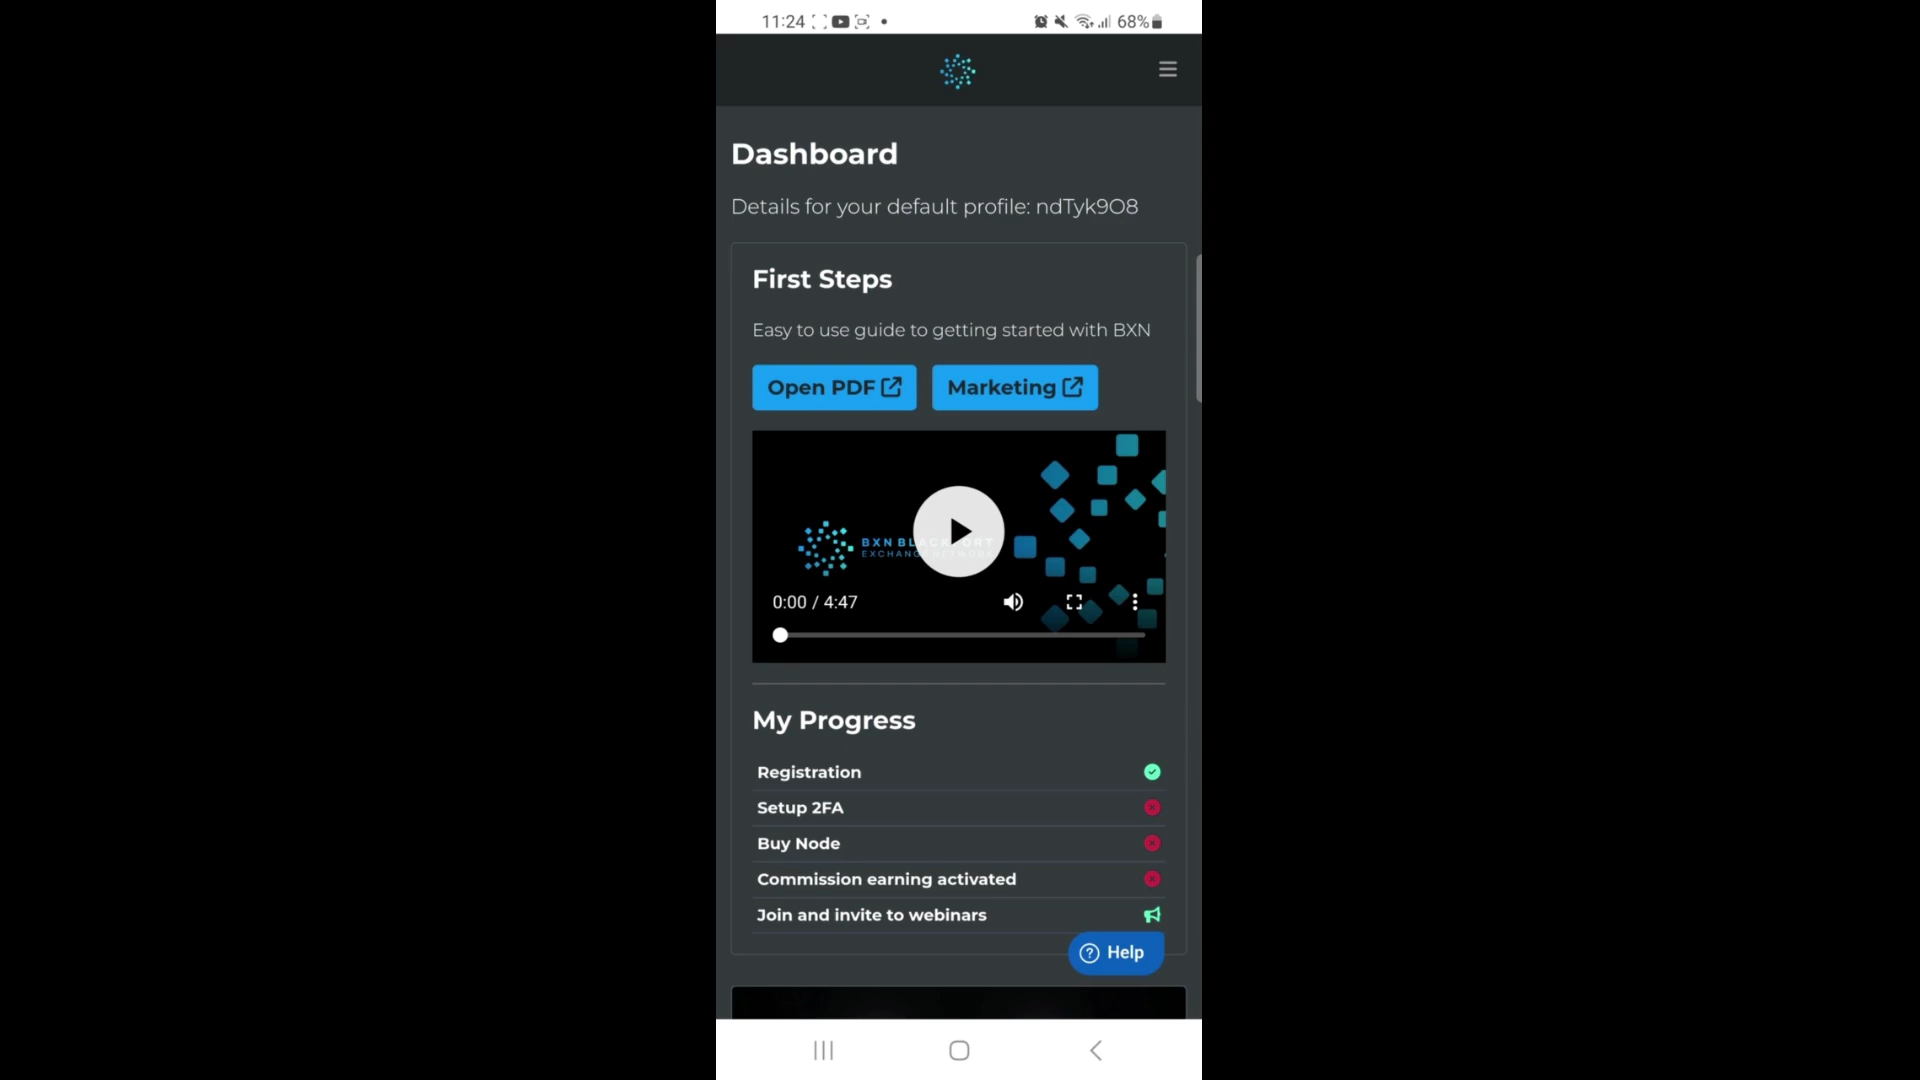 11:24
68%
Dashboard
Details for your default profile: ndTyk9O8
First Steps
Easy to use guide to getting started with BXN
Open PDF
Marketing
BXN BL
EXCHAN
0:00 / 4:47
My Progress
Registration
Setup 2FA
Buy Node
Commission earning activated
Join and invite to webinars
Help